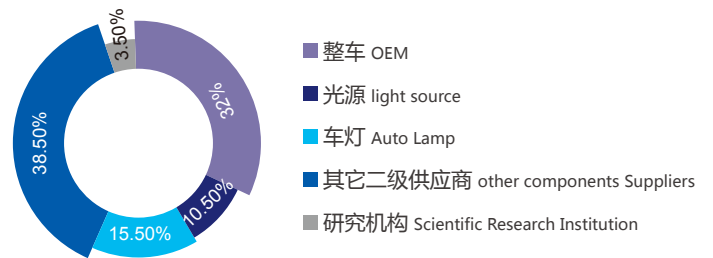 3.50%
32%
38.50%
10.50%
15.50%
整车 OEM
光源 light source
车灯 Auto Lamp
其它二级供应商 other components Suppliers
研究机构 Scientific Research Institution